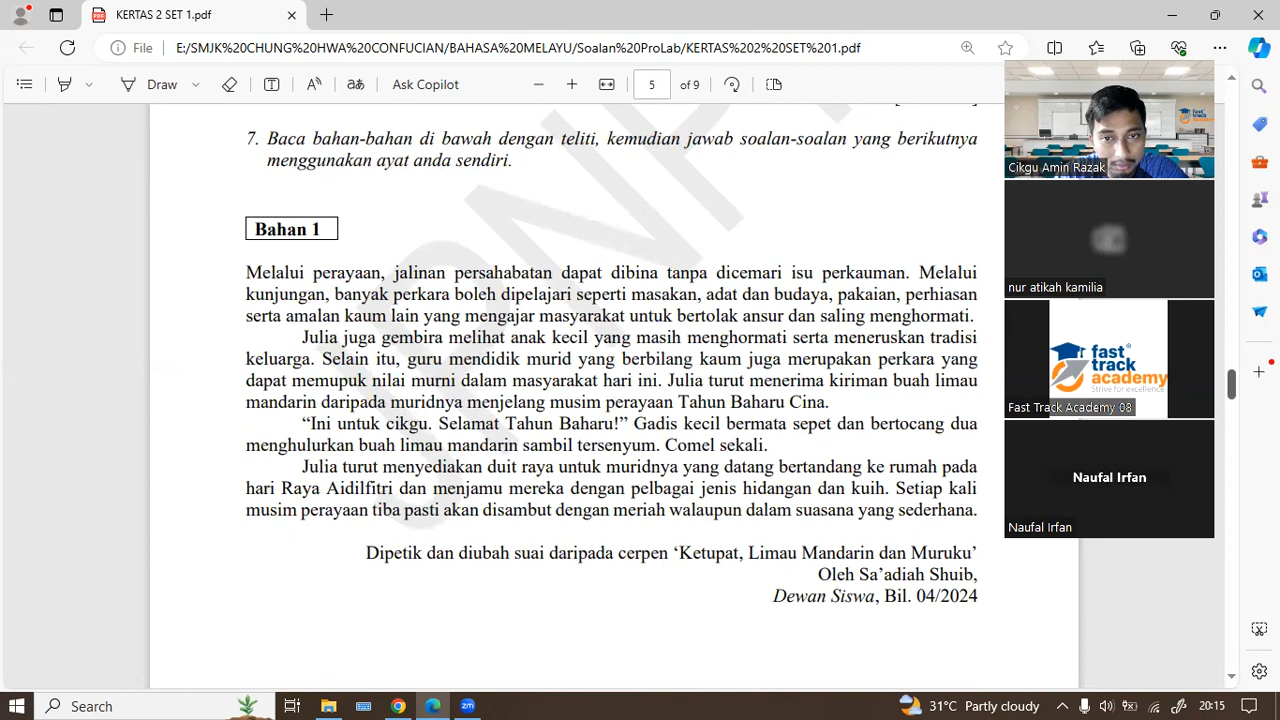 KERTAS 2 SET 1.pdf
File
E:/SMJK%20CHUNG%20HWA%20CONFUCIAN/BAHASA%20MELAYU/Soalan%20ProLab/KERTAS%202%20SET%201.pdf
Draw
Ask Copilot
5 of 9
7. Baca bahan-bahan di bawah dengan teliti, kemudian jawab soalan-soalan yang berikutnya
menggunakan ayat anda sendiri.
Bahan 1
Melalui perayaan, jalinan persahabatan dapat dibina tanpa dicemari isu perkauman. Melalui
kunjungan, banyak perkara boleh dipelajari seperti masakan, adat dan budaya, pakaian, perhiasan
serta amalan kaum lain yang mengajar masyarakat untuk bertolak ansur dan saling menghormati.
Julia juga gembira melihat anak kecil yang masih menghormati serta meneruskan tradisi
keluarga. Selain itu, guru mendidik murid yang berbilang kaum juga merupakan perkara yang
dapat memupuk nilai murni dalam masyarakat hari ini. Julia turut menerima kiriman buah limau
mandarin daripada muridnya menjelang musim perayaan Tahun Baharu Cina.
“Ini untuk cikgu. Selamat Tahun Baharu!” Gadis kecil bermata sepet dan bertocang dua
menghulurkan buah limau mandarin sambil tersenyum. Comel sekali.
Julia turut menyediakan duit raya untuk muridnya yang datang bertandang ke rumah pada
hari Raya Aidilfitri dan menjamu mereka dengan pelbagai jenis hidangan dan kuih. Setiap kali
musim perayaan tiba pasti akan disambut dengan meriah walaupun dalam suasana yang sederhana.
Dipetik dan diubah suai daripada cerpen ‘Ketupat, Limau Mandarin dan Muruku’
Oleh Sa’adiah Shuib,
Dewan Siswa, Bil. 04/2024
Cikgu Amin Razak
nur atikah kamilia
fast
track
academy
Strive for excellence
Fast Track Academy 08
Naufal Irfan
Naufal Irfan
Search
31°C Partly cloudy
20:15